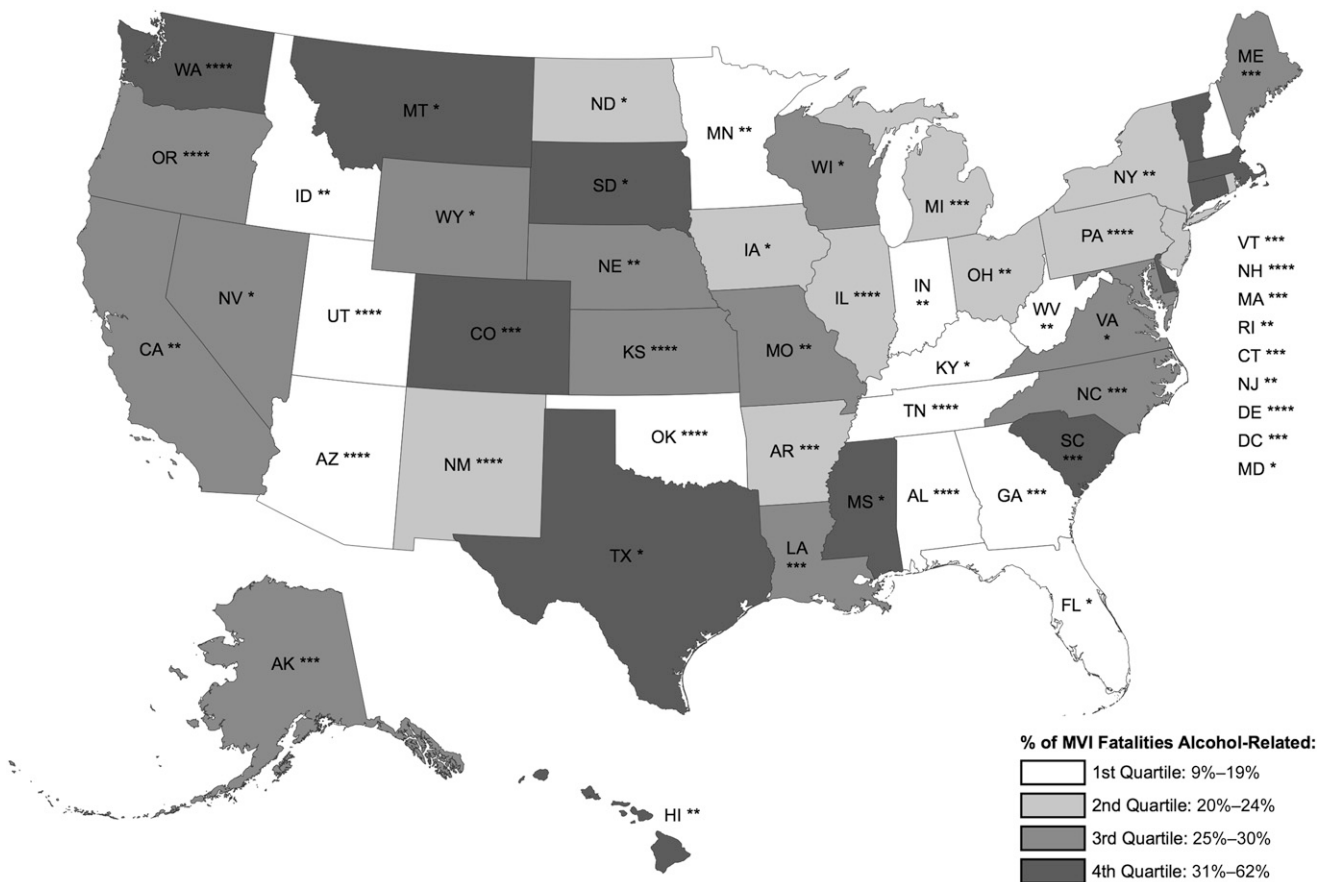 WA ****
MT *
ND *
MN **
ME
***
OR ****
ID **
WY *
SD *
WI *
MI ***
NY **
NV *
UT ****
NE **
IA *
IL ****
IN
**
OH **
PA ****
WV
**
VA
*
CA **
CO ***
KS ****
MO **
KY *
NC ***
TN ****
AZ ****
NM ****
OK ****
AR ***
SC
***
MS *
AL ****
GA ***
TX *
LA
***
FL *
AK ***
HI **
VT ***
NH ****
MA ***
RI **
CT ***
NJ **
DE ****
DC ***
MD *
% of MVI Fatalities Alcohol-Related:
1st Quartile: 9%–19%
2nd Quartile: 20%–24%
3rd Quartile: 25%–30%
4th Quartile: 31%–62%